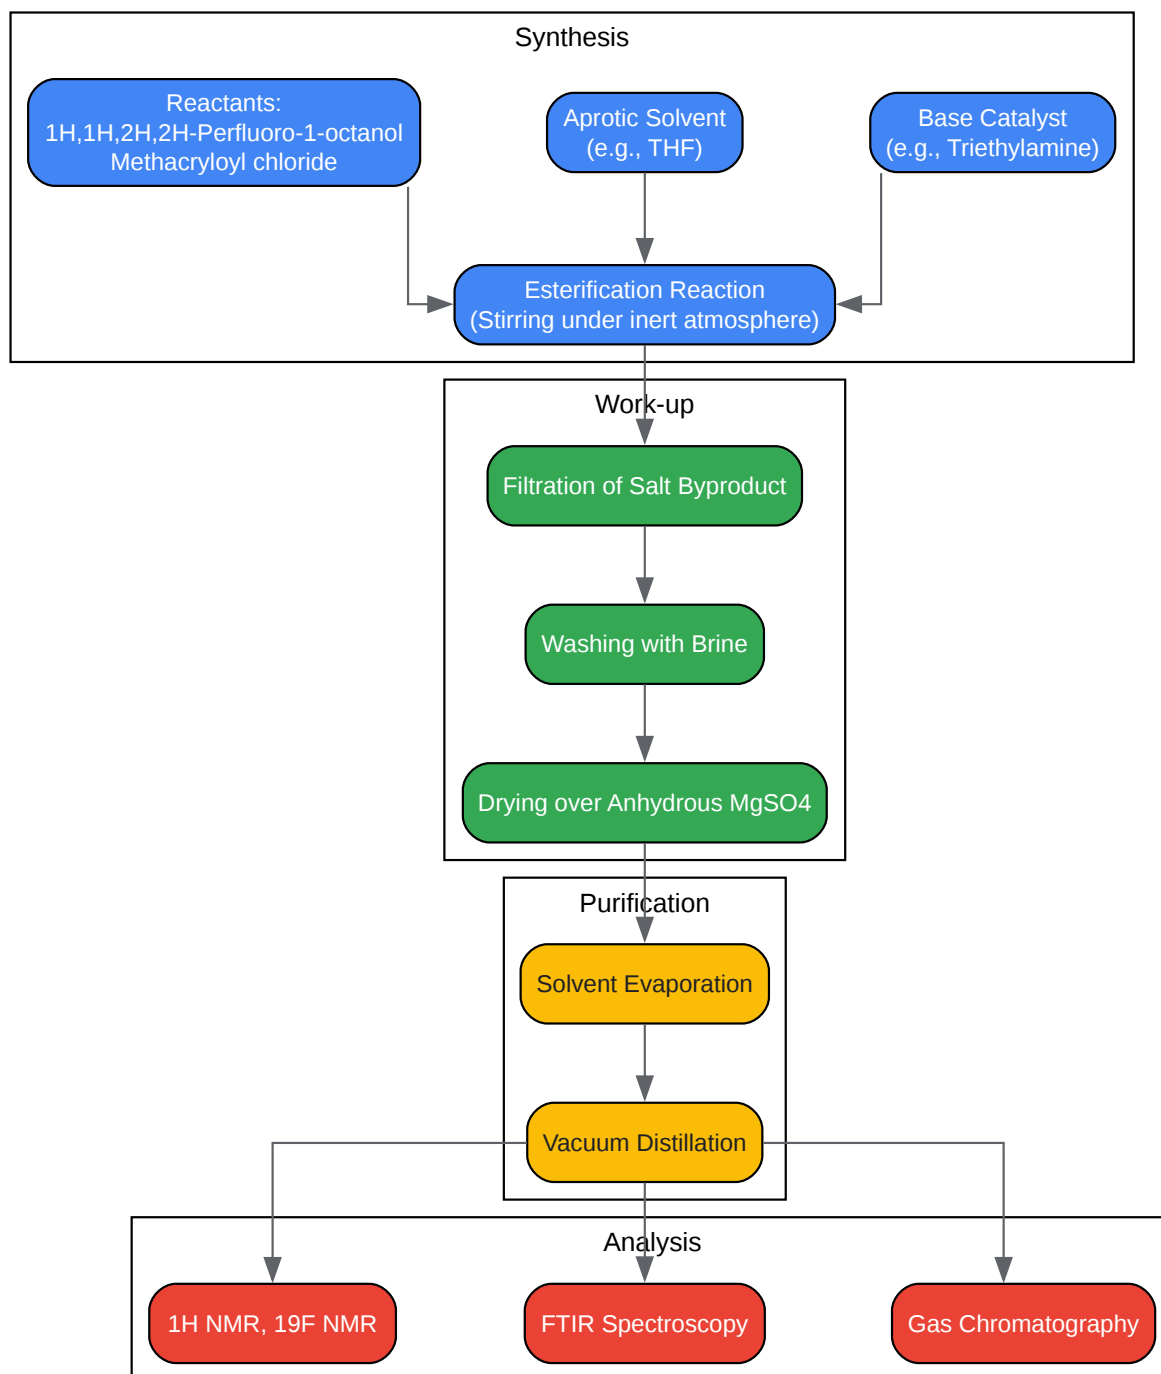 Synthesis
Reactants:
1H,1H,2H,2H-Perfluoro-1-octanol
Methacryloyl chloride
Aprotic Solvent
(e.g., THF)
Base Catalyst
(e.g., Triethylamine)
Esterification Reaction
(Stirring under inert atmosphere)
Work-up
Filtration of Salt Byproduct
Washing with Brine
Drying over Anhydrous MgSO4
Purification
Solvent Evaporation
Vacuum Distillation
Analysis
1H NMR, 19F NMR
FTIR Spectroscopy
Gas Chromatography